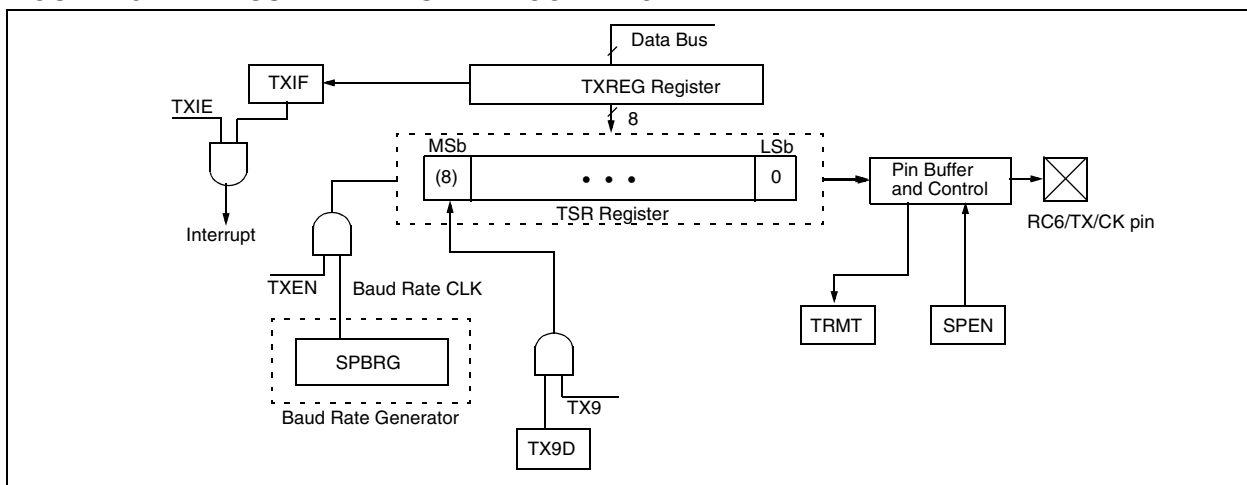 Data Bus
TXIF
TXREG Register
TXIE
8
MSb
LSb
(8)
• • •
0
TSR Register
Pin Buffer
and Control
RC6/TX/CK pin
Interrupt
TXEN
Baud Rate CLK
TRMT
SPEN
SPBRG
Baud Rate Generator
TX9
TX9D